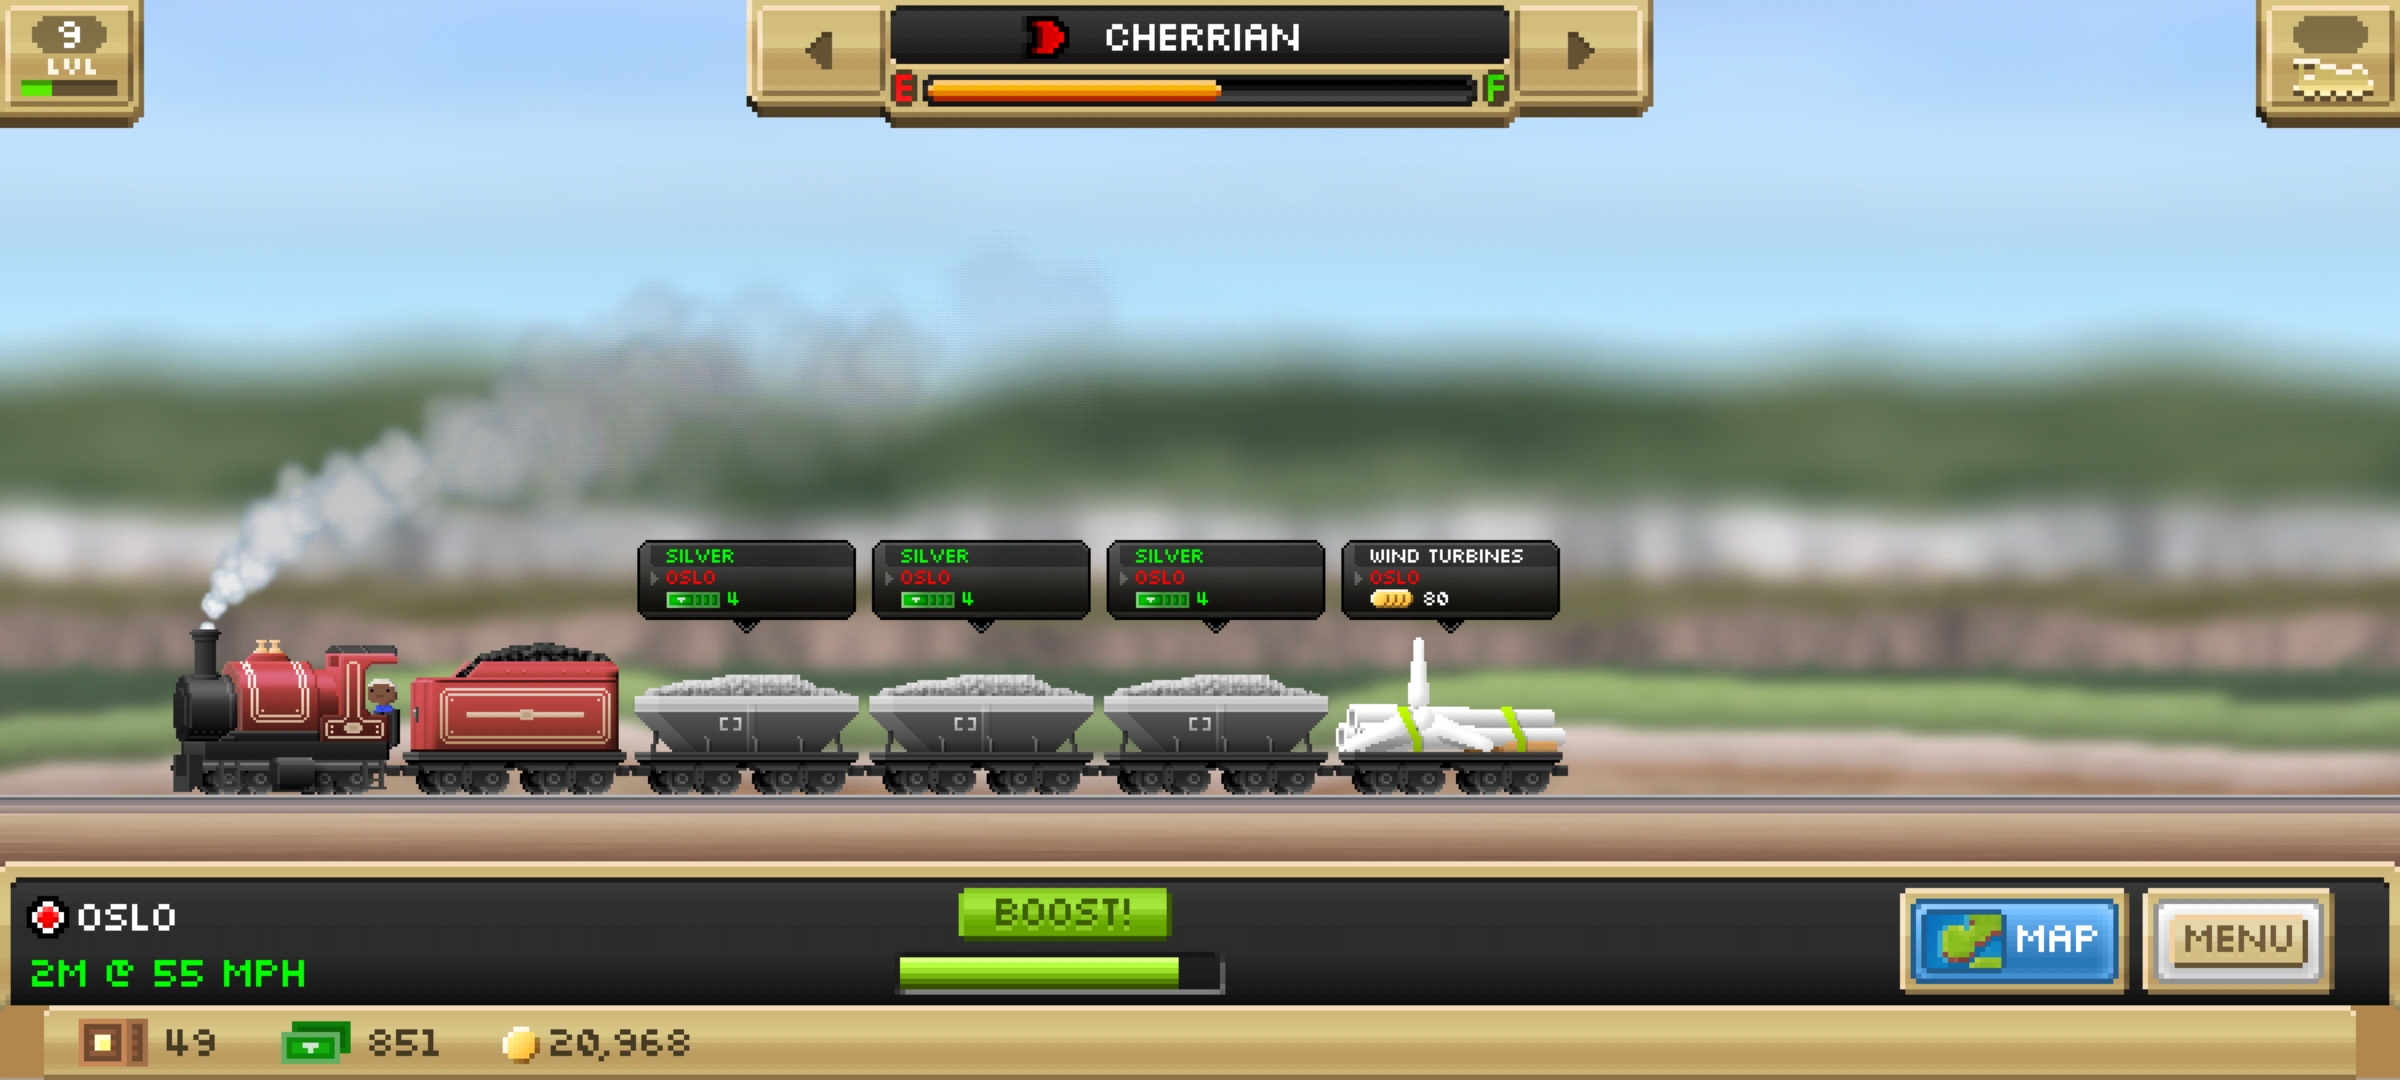 9
LVL
CHERRIAN
E F
SILVER
OSLO
4
SILVER
OSLO
4
SILVER
OSLO
4
WIND TURBINES
OSLO
80
OSLO
2M @ 55 MPH
BOOST!
MAP
MENU
49
851
20,968